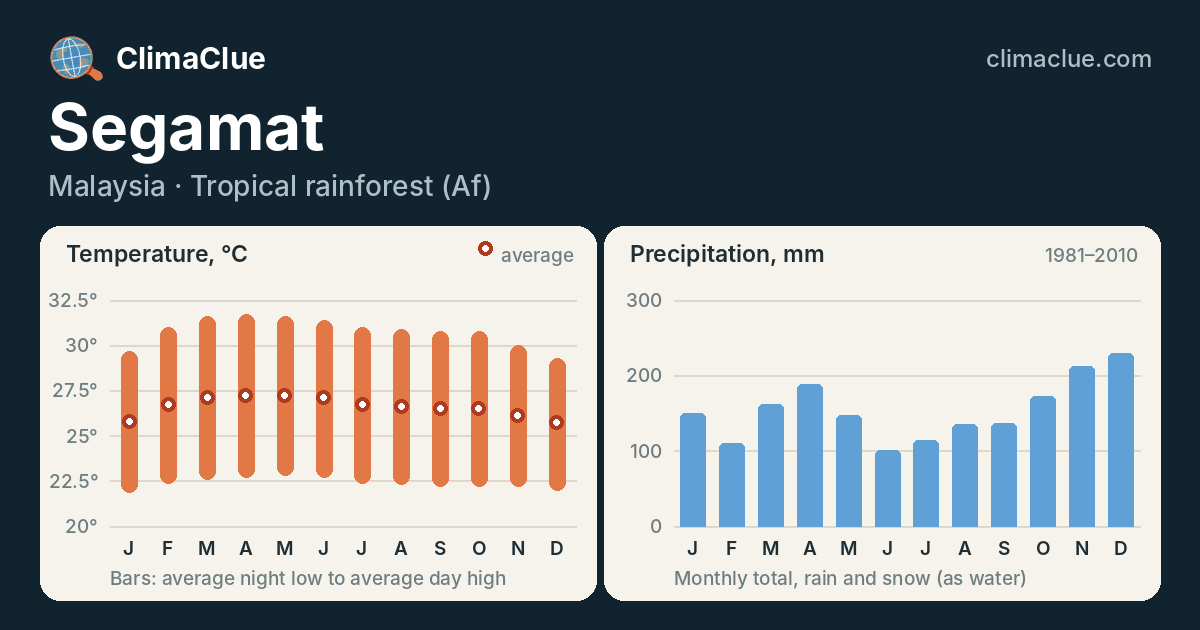 ClimaClue
climaclue.com
Segamat
Malaysia · Tropical rainforest (Af)
Temperature, °C
average
32.5°
30°
27.5°
25°
22.5°
20°
J F M A M J J A S O N D
Bars: average night low to average day high
Precipitation, mm
1981–2010
300
200
100
0
J F M A M J J A S O N D
Monthly total, rain and snow (as water)